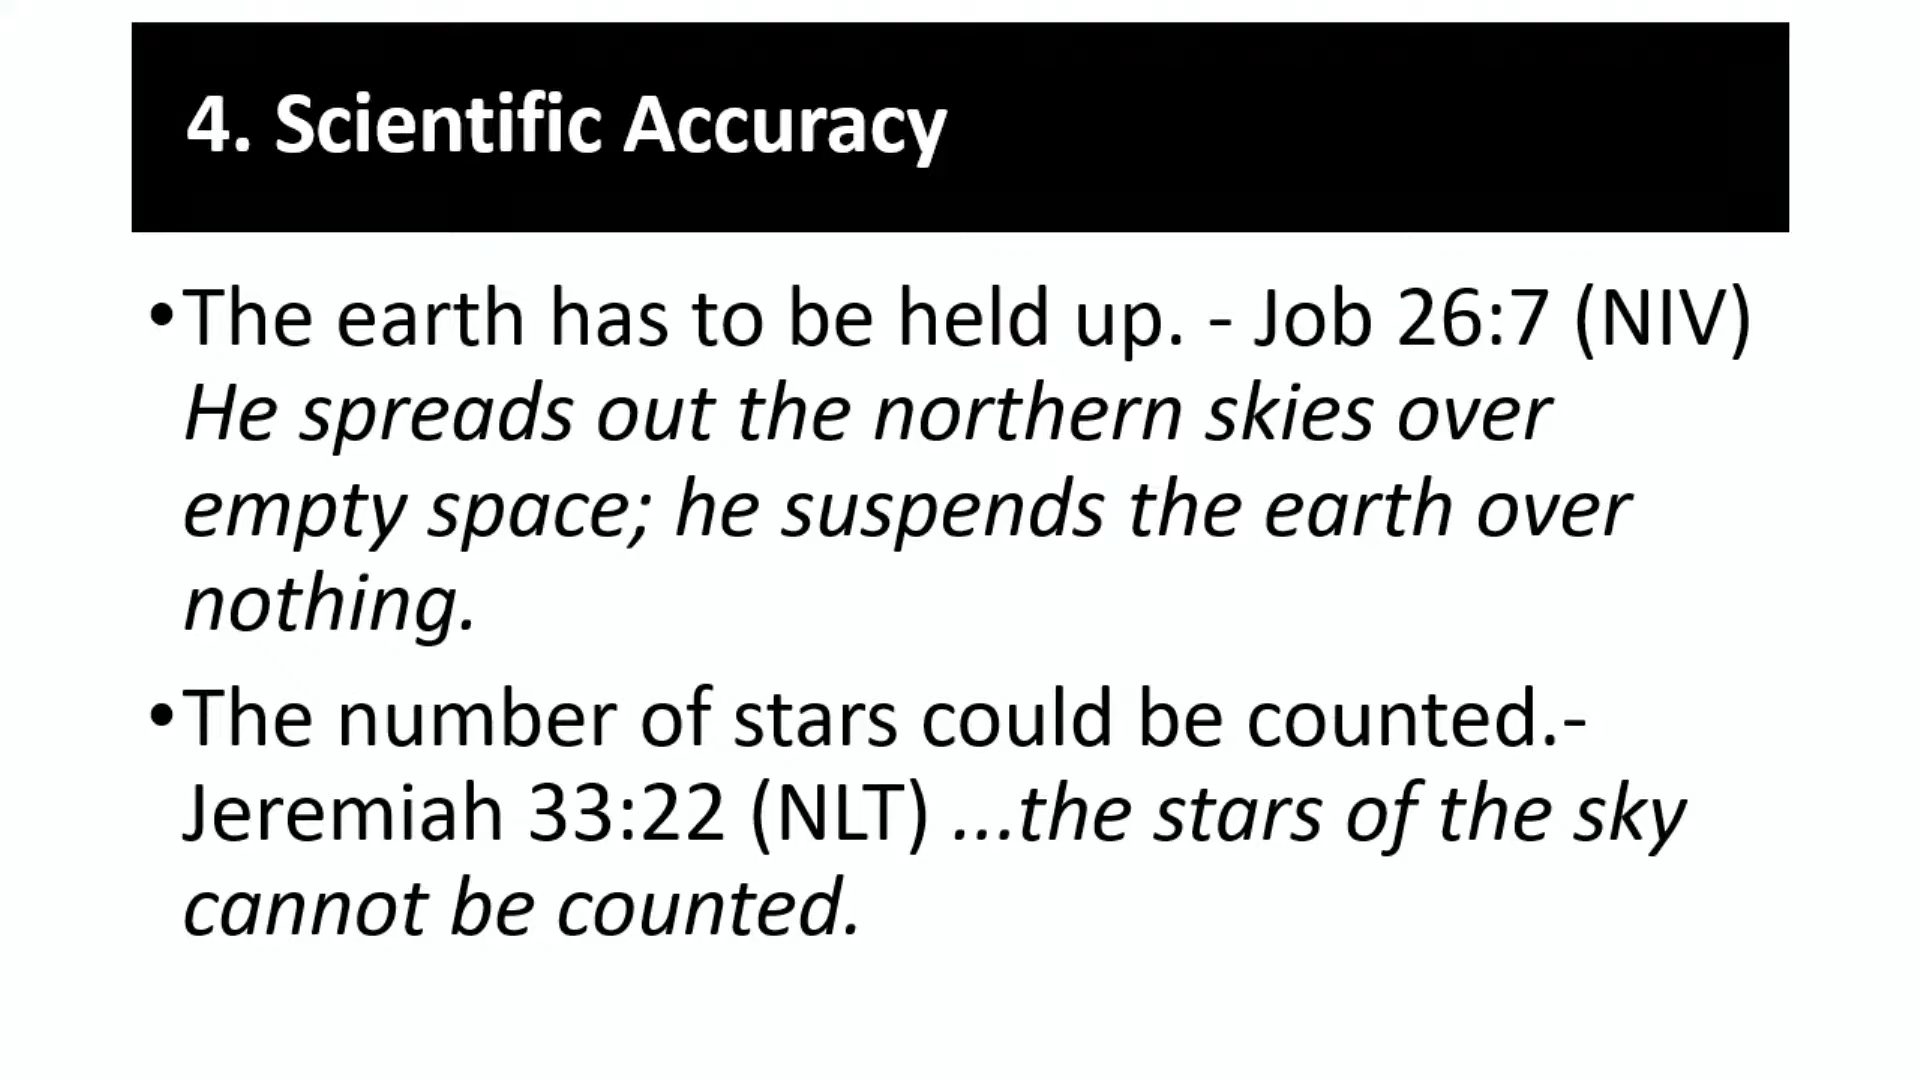 4. Scientific Accuracy
•The earth has to be held up. - Job 26:7 (NIV)
He spreads out the northern skies over
empty space; he suspends the earth over
nothing.
•The number of stars could be counted.-
Jeremiah 33:22 (NLT) ...the stars of the sky
cannot be counted.